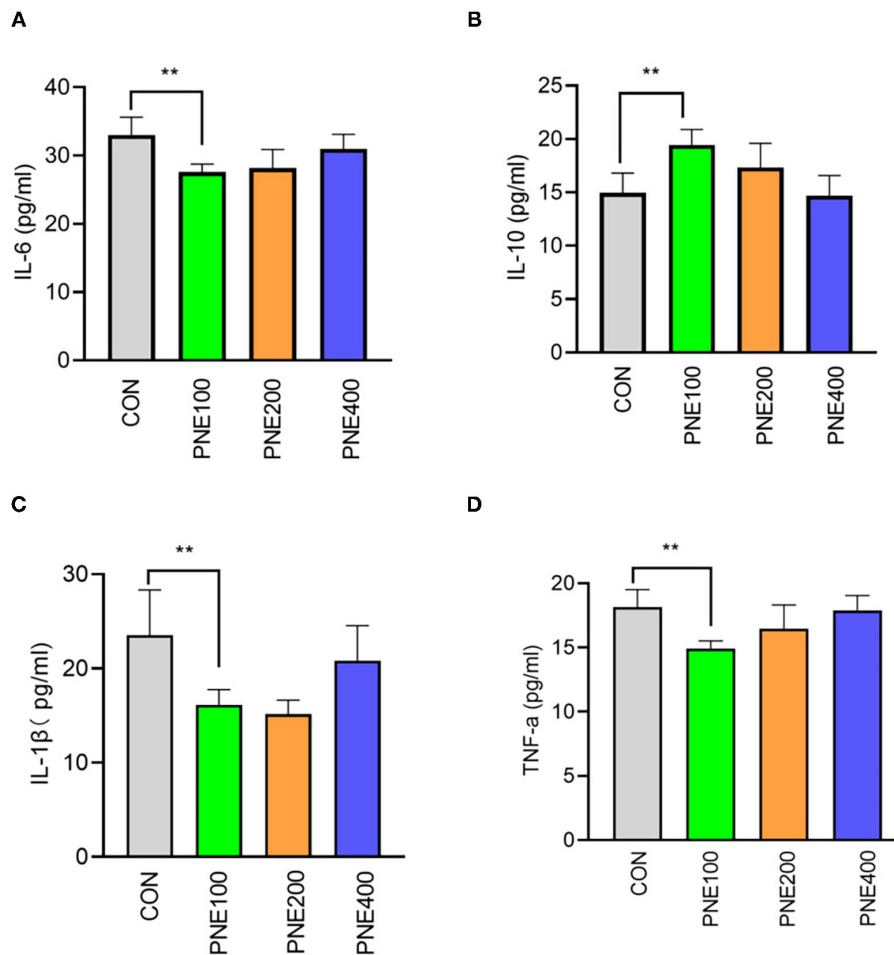 A
**
40
30
20
10
0
IL-6 (pg/ml)
CON
PNE100
PNE200
PNE400
B
**
25
20
15
10
5
0
IL-10 (pg/ml)
CON
PNE100
PNE200
PNE400
C
**
30
20
10
0
IL-1β( pg/ml)
CON
PNE100
PNE200
PNE400
D
**
20
15
10
5
0
TNF-a (pg/ml)
CON
PNE100
PNE200
PNE400